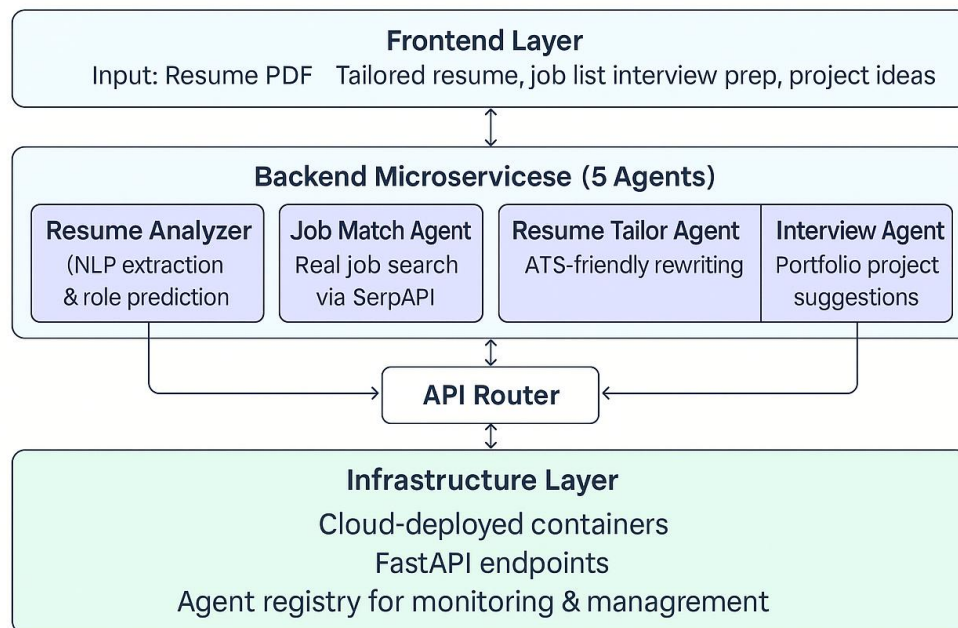 Frontend Layer
Input: Resume PDF Tailored resume, job list interview prep, project ideas
Backend Microservicese (5 Agents)
Resume Analyzer
(NLP extraction
& role prediction
Job Match Agent
Real job search
via SerpAPI
Resume Tailor Agent
ATS-friendly rewriting
Interview Agent
Portfolio project
suggestions
API Router
Infrastructure Layer
Cloud-deployed containers
FastAPI endpoints
Agent registry for monitoring & managrement